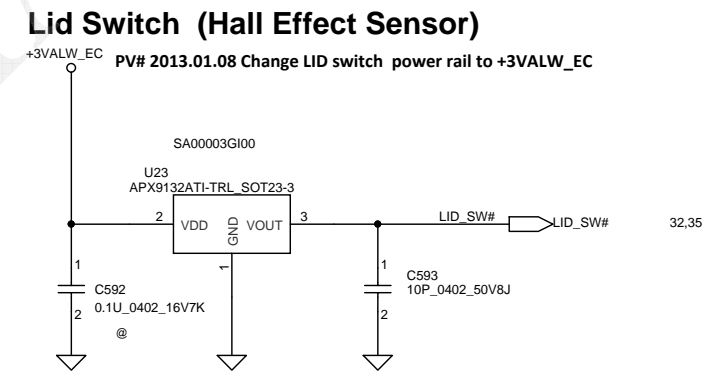 Lid Switch (Hall Effect Sensor)
+3VALW_EC
PV# 2013.01.08 Change LID switch power rail to +3VALW_EC
SA00003GI00
U23
APX9132ATI-TRL_SOT23-3
2
VDD
GND
VOUT
3
LID_SW#
LID_SW#
32,35
1
1
C592
0.1U_0402_16V7K
2
@
1
C593
10P_0402_50V8J
2